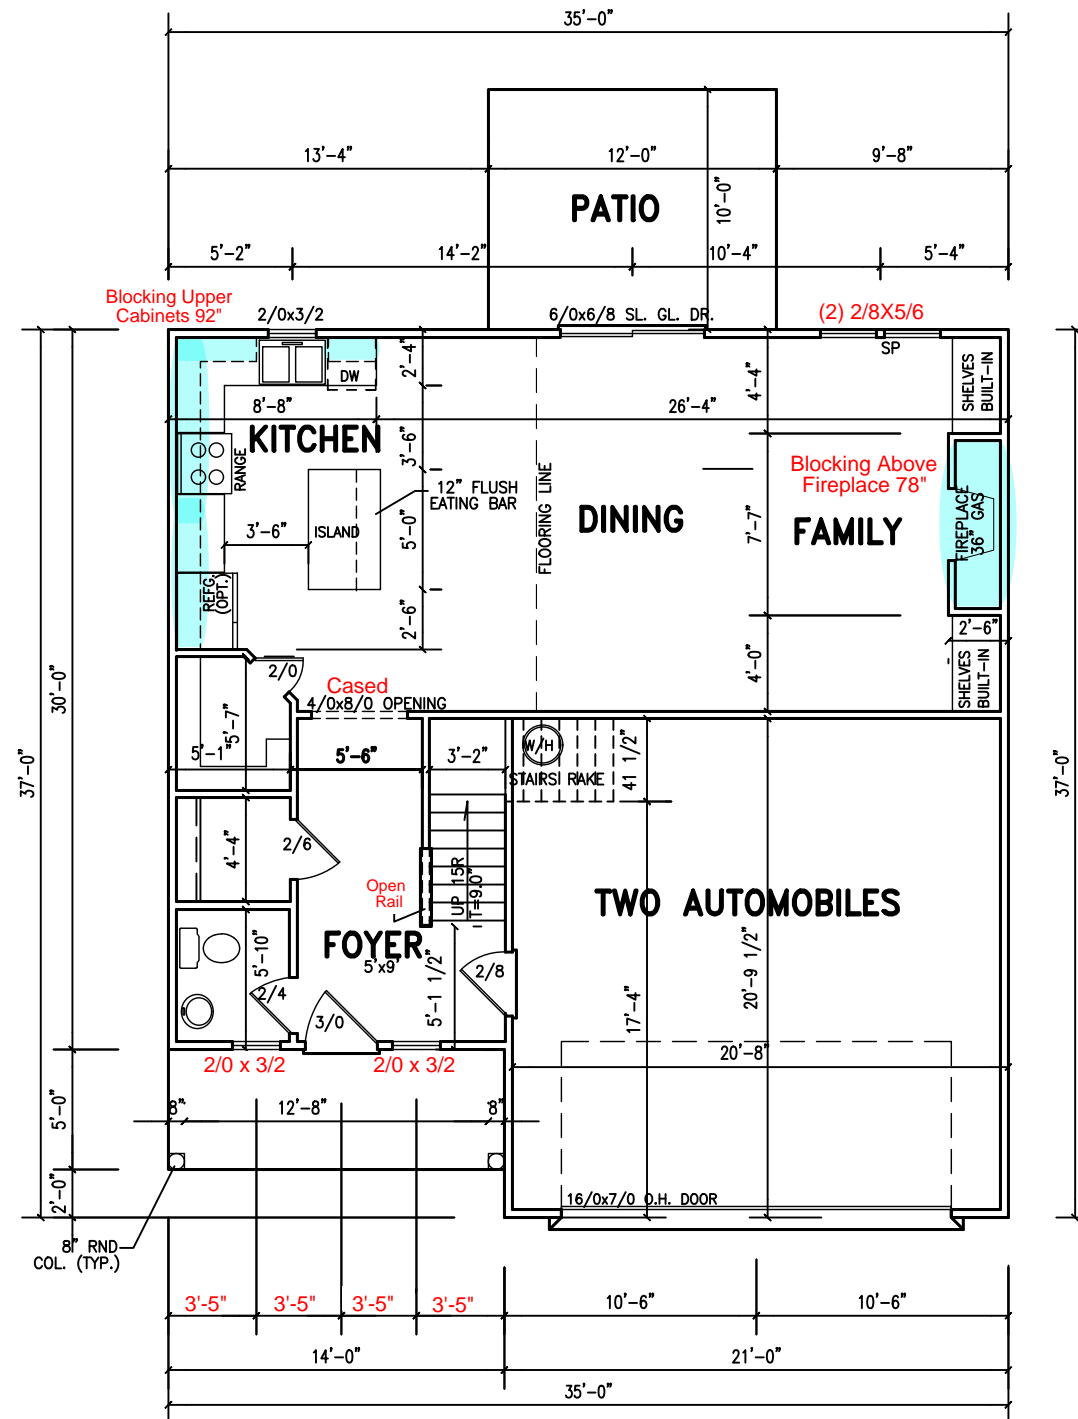 35'-0"
13'-4"
12'-0"
9'-8"
PATIO
10'-0"
5'-2"
14'-2"
10'-4"
5'-4"
Blocking Upper
Cabinets 92"
2/0x3/2
6/0x6/8 SL. GL. DR.
(2) 2/8X5/6
SP
DW
2'-4"
4'-4"
SHELVES
BUILT-IN
8'-8"
26'-4"
KITCHEN
RANGE
3'-6"
12" FLUSH
EATING BAR
FLOORING LINE
Blocking Above
Fireplace 78"
3'-6"
ISLAND
5'-0"
DINING
7'-7"
FAMILY
FIREPLACE
36" GAS
REFG.
(OPT.)
2'-6"
2'-6"
2/0
4'-0"
SHELVES
BUILT-IN
Cased
4/0x8/0 OPENING
30'-0"
37'-0"
37'-0"
5'-7"
5'-1"
5'-6"
3'-2"
W/H
STAIRS RAKE
41 1/2"
4'-4"
2/6
Open
Rail
UP 15R
T=9.0"
TWO AUTOMOBILES
FOYER
5'x9'
5'-10"
2/4
3/0
5'-1 1/2"
2/8
17'-4"
20'-9 1/2"
20'-8"
2/0 x 3/2
2/0 x 3/2
8"
12'-8"
8"
5'-0"
2'-0"
16/0x7/0 O.H. DOOR
8" RND
COL. (TYP.)
3'-5"
3'-5"
3'-5"
3'-5"
10'-6"
10'-6"
14'-0"
21'-0"
35'-0"